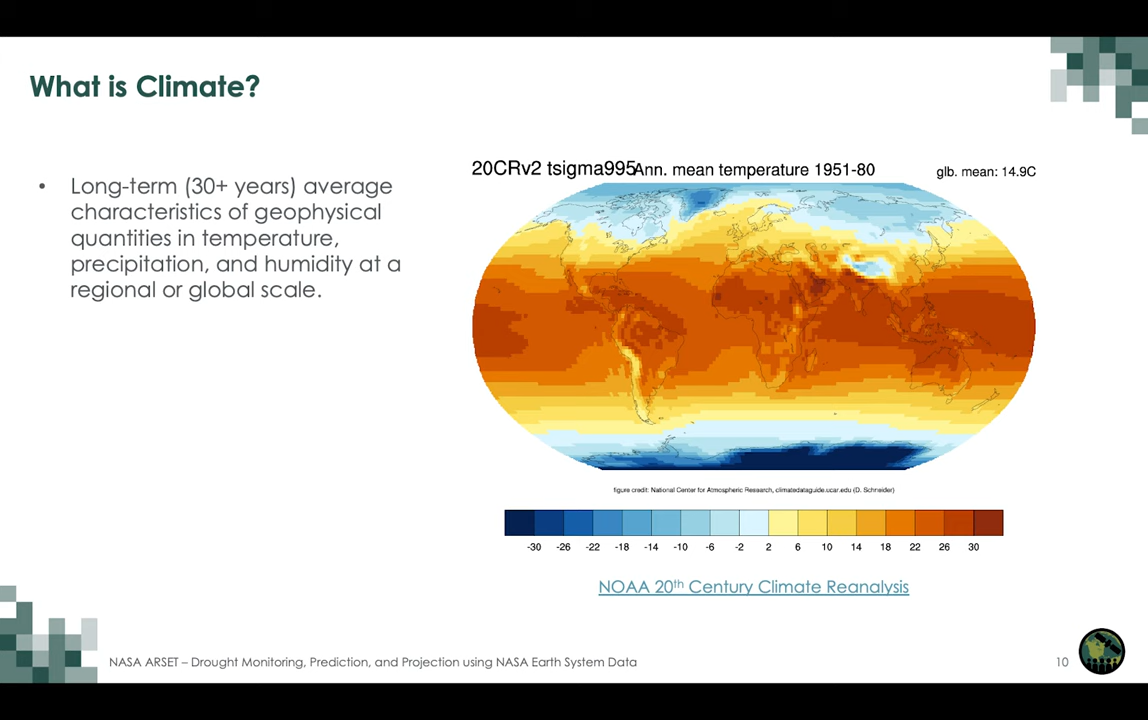 What is Climate?
• Long-term (30+ years) average
characteristics of geophysical
quantities in temperature,
precipitation, and humidity at a
regional or global scale.
20CRv2 tsigma995 Ann. mean temperature 1951-80 glb. mean: 14.9C
figure credit: National Center for Atmospheric Research, climatedataguide.ucar.edu (D. Schneider)
-30 -26 -22 -18 -14 -10 -6 -2 2 6 10 14 18 22 26 30
NOAA 20th Century Climate Reanalysis
NASA ARSET – Drought Monitoring, Prediction, and Projection using NASA Earth System Data 10